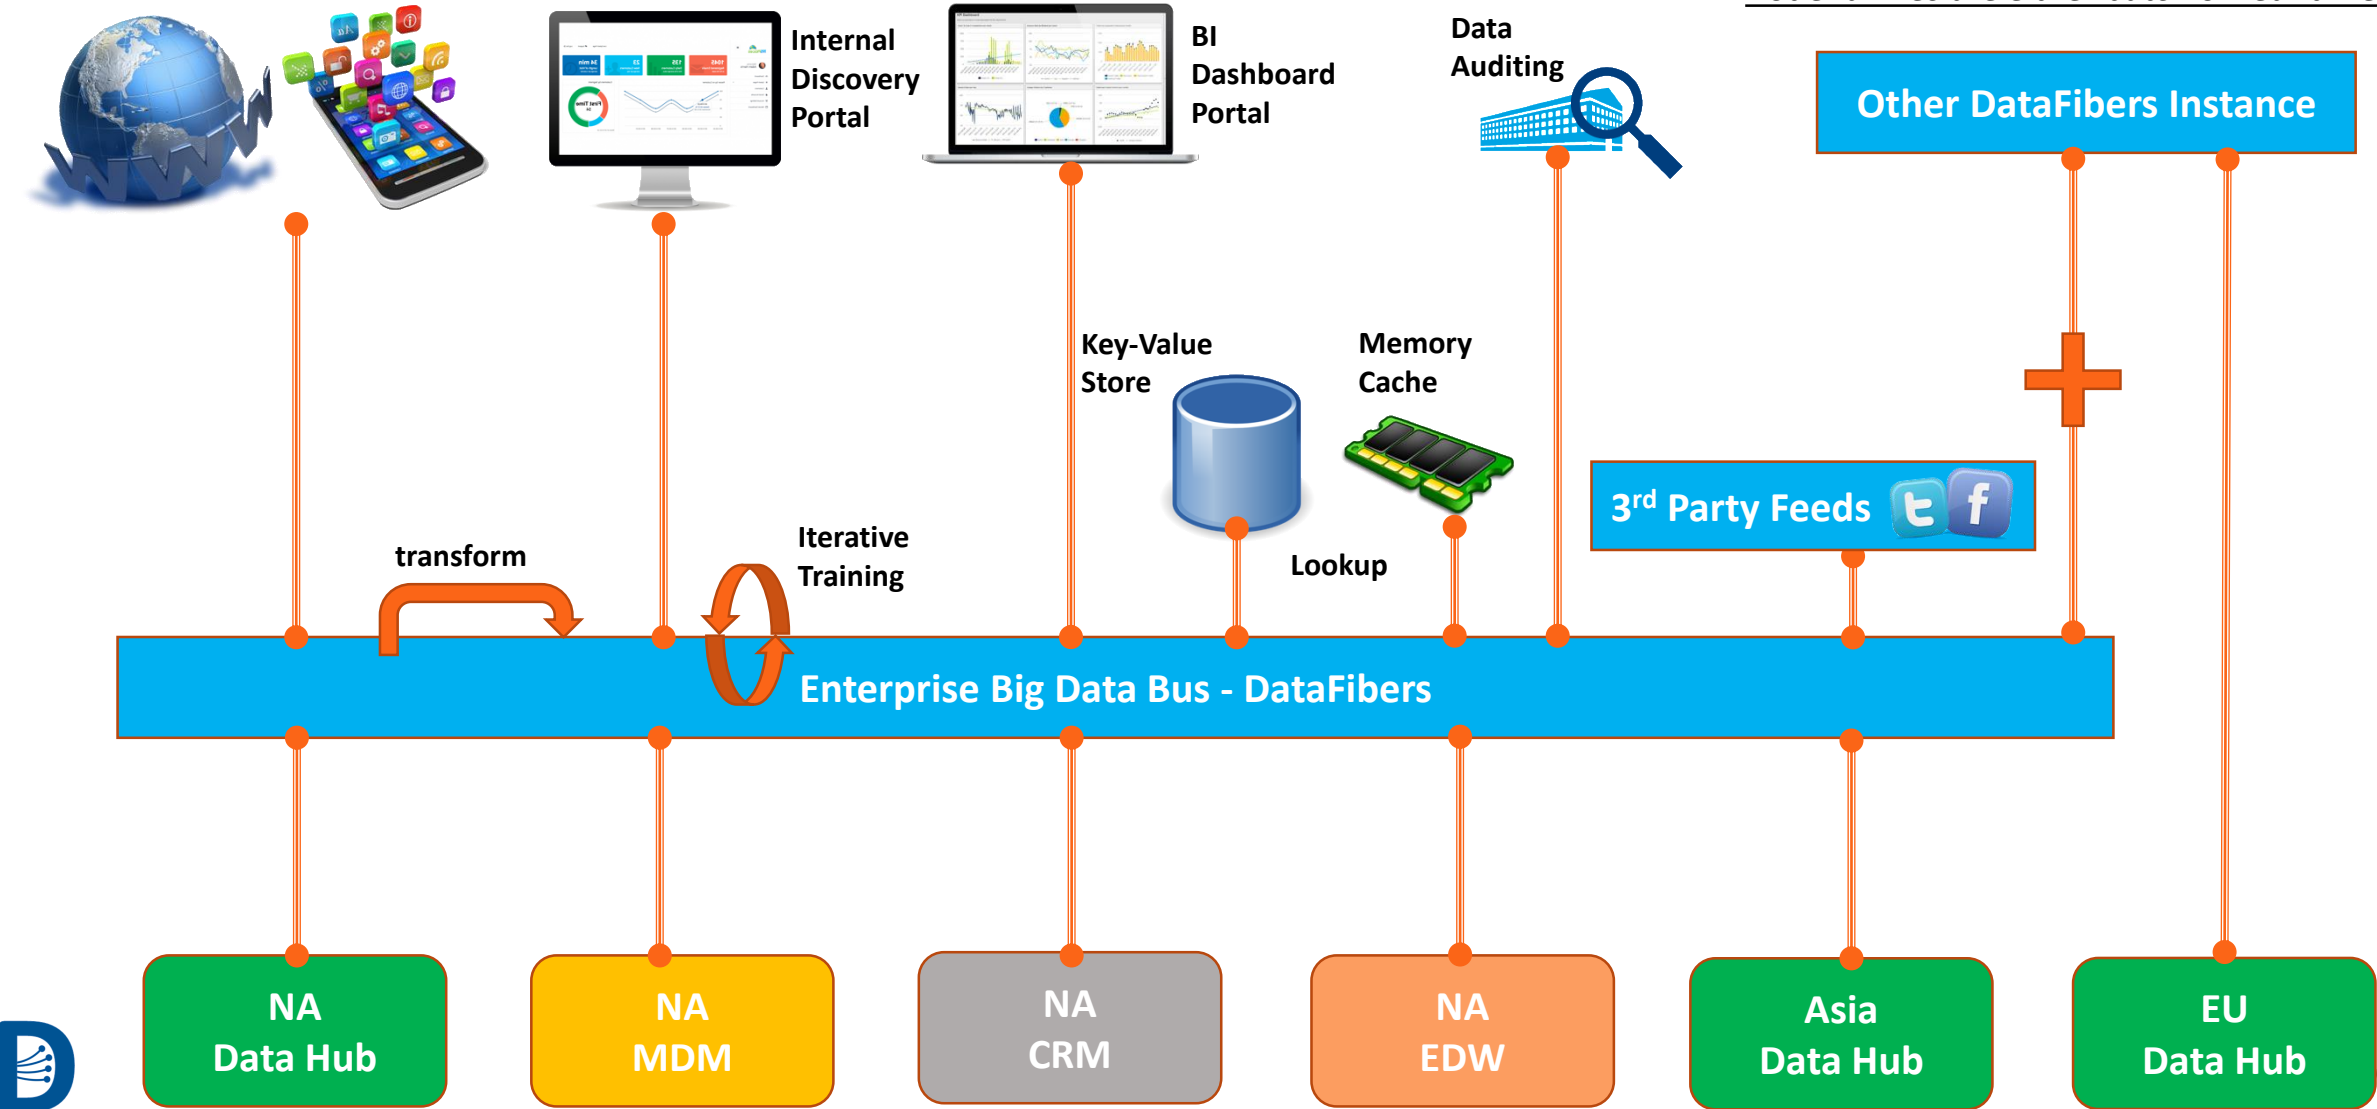 WWW
Internal
Discovery
Portal
BI
Dashboard
Portal
Data
Auditing
Other DataFibers Instance
Key-Value
Store
Memory
Cache
3rd Party Feeds
Iterative
Training
transform
Lookup
Enterprise Big Data Bus - DataFibers
NA
Data Hub
NA
MDM
NA
CRM
NA
EDW
Asia
Data Hub
EU
Data Hub